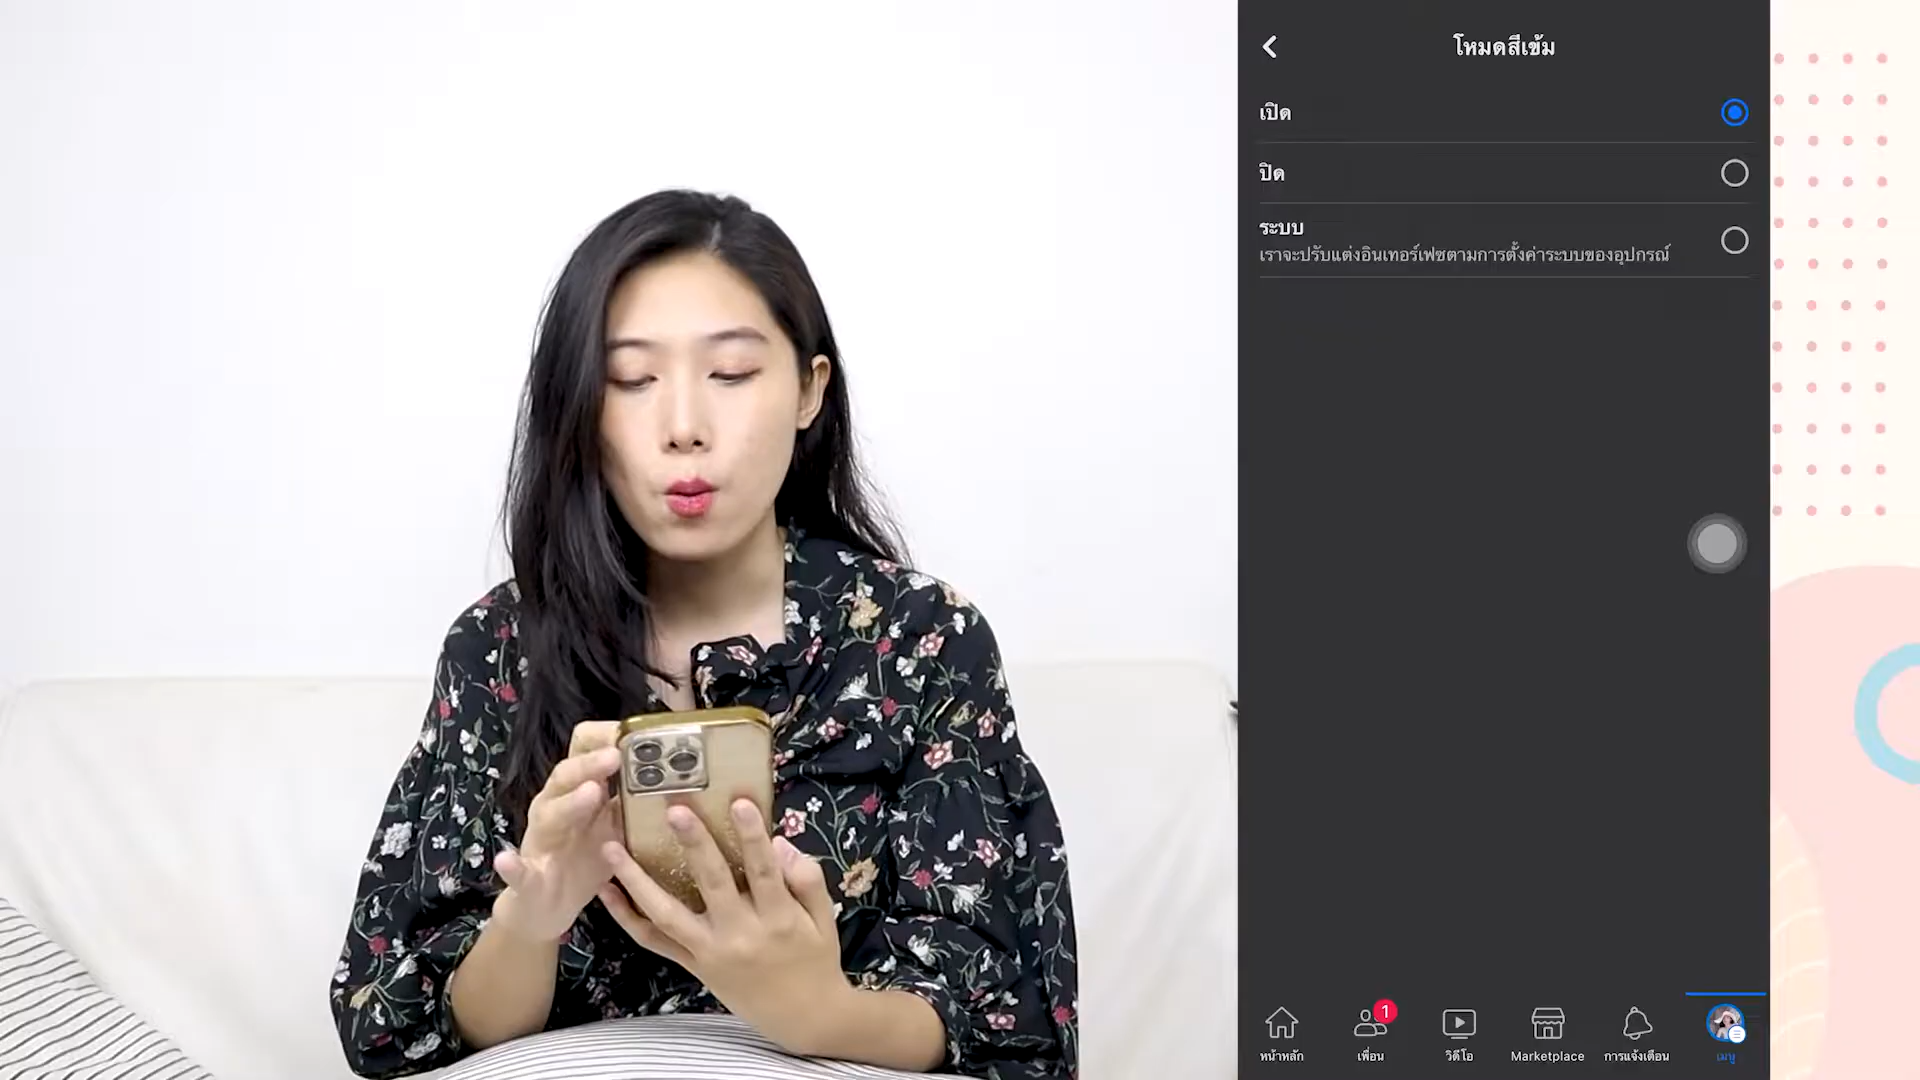 โหมดสีเข้ม
เปิด
ปิด
ระบบ
เราจะปรับแต่งอินเทอร์เฟซตามการตั้งค่าระบบของอุปกรณ์
1
หน้าหลัก
เพื่อน
วิดีโอ
Marketplace
การแจ้งเตือน
เมนู